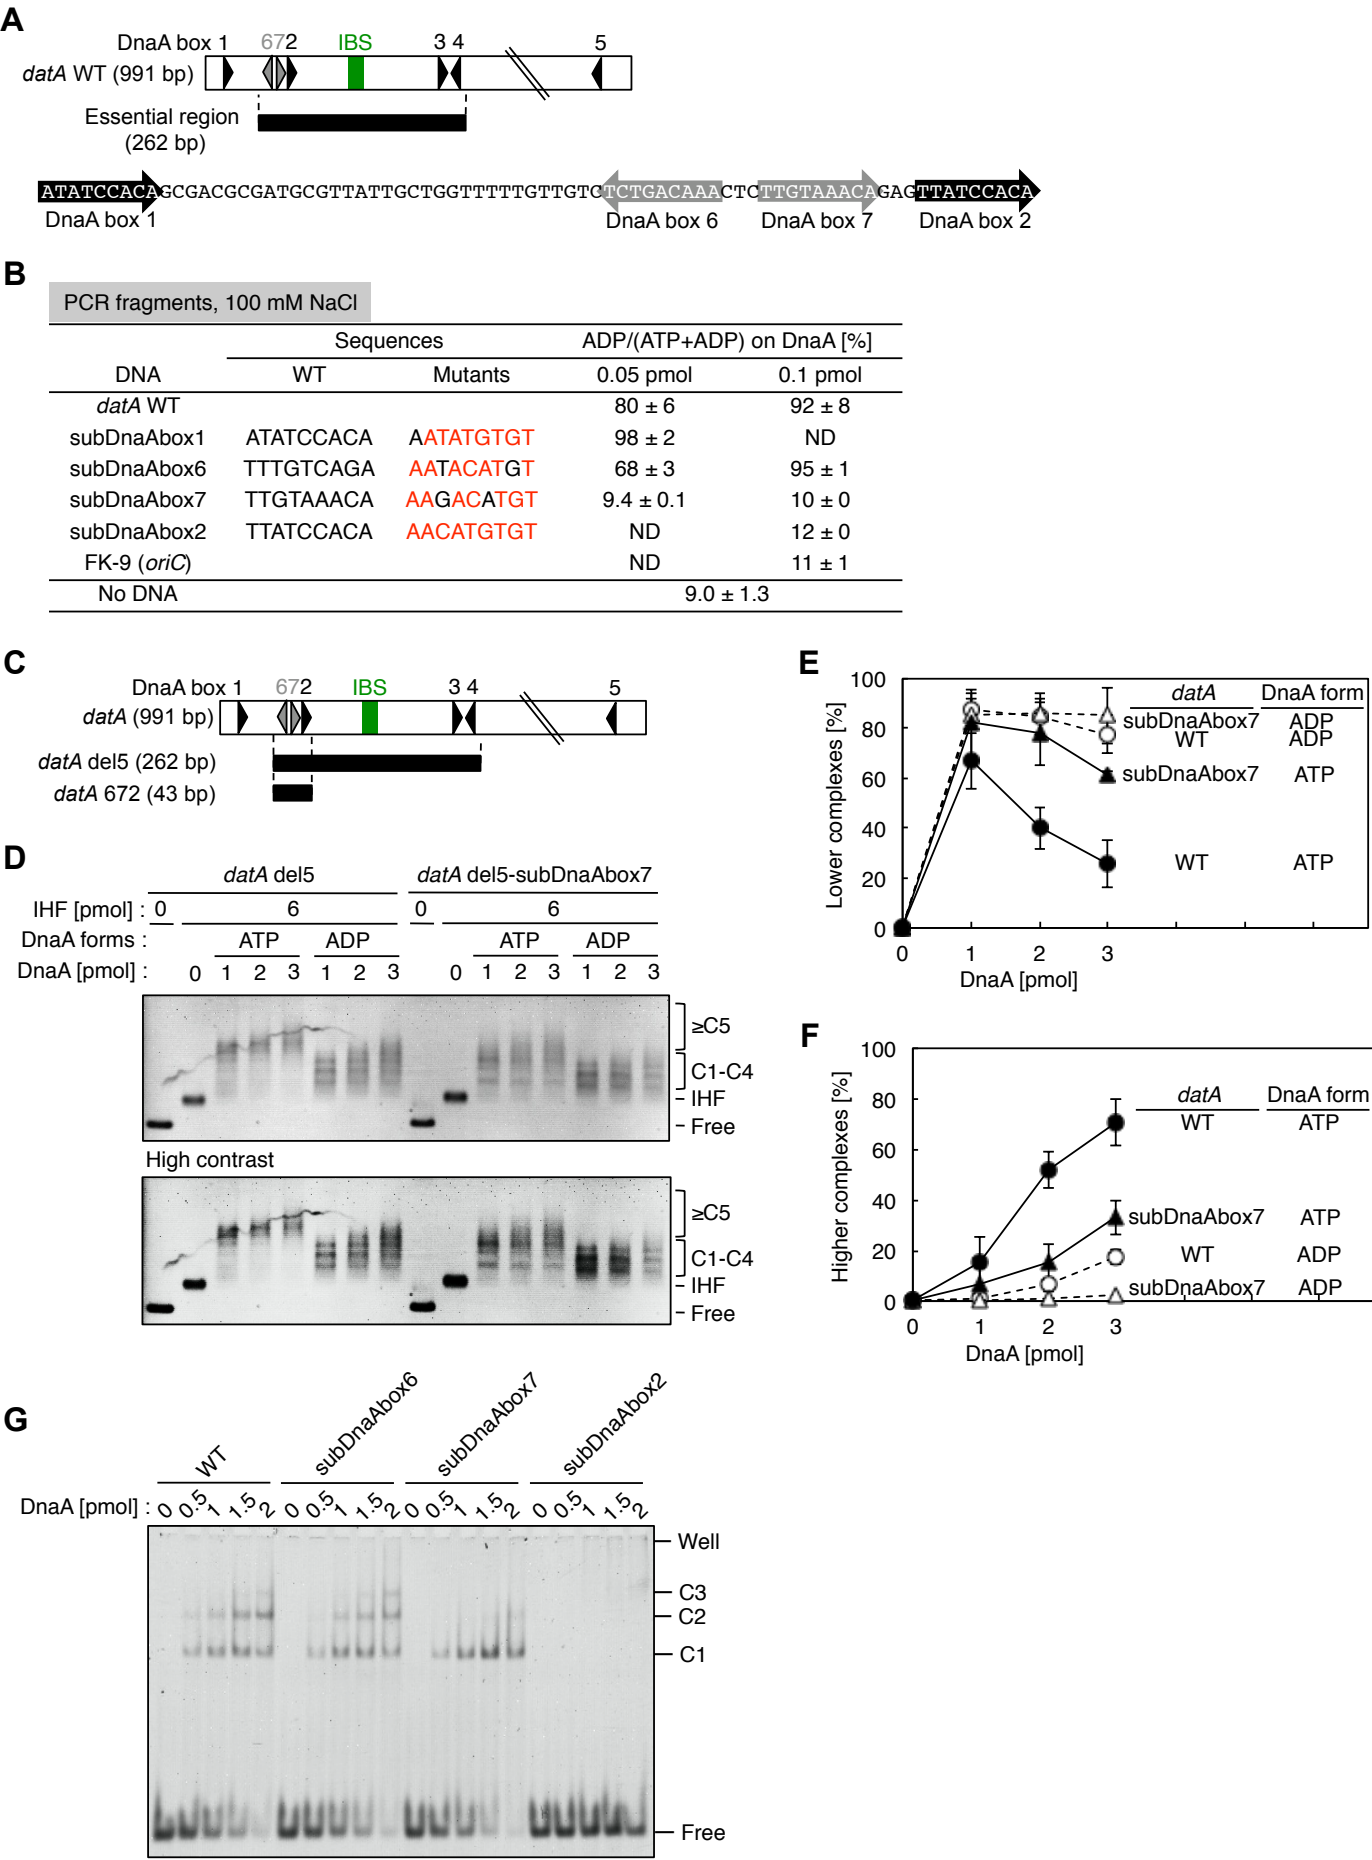 A
DnaA box 1 6 7 2 IBS 3 4 5
datA WT (991 bp)
Essential region
(262 bp)
ATATCCACAGCGACGCGATGCGTTATTGCTGGTTTTTGTTGTCTCTGACAAACTCTTGTAAACAGAGTTATCCACA
DnaA box 1 DnaA box 6 DnaA box 7 DnaA box 2
B
PCR fragments, 100 mM NaCl
Sequences ADP/(ATP+ADP) on DnaA [%]
DNA WT Mutants 0.05 pmol 0.1 pmol
datA WT 80 ± 6 92 ± 8
subDnaAbox1 ATATCCACA AATATGTGT 98 ± 2 ND
subDnaAbox6 TTTGTCAGA AATACATGT 68 ± 3 95 ± 1
subDnaAbox7 TTGTAAACA AAGACATGT 9.4 ± 0.1 10 ± 0
subDnaAbox2 TTATCCACA AACATGTGT ND 12 ± 0
FK-9 (oriC) ND 11 ± 1
No DNA 9.0 ± 1.3
C
DnaA box 1 6 7 2 IBS 3 4 5
datA (991 bp)
datA del5 (262 bp)
datA 672 (43 bp)
D
datA del5 datA del5-subDnaAbox7
IHF [pmol] : 0 6 0 6
DnaA forms : ATP ADP ATP ADP
DnaA [pmol] : 0 1 2 3 1 2 3 0 1 2 3 1 2 3
≥C5
C1-C4
IHF
Free
High contrast
≥C5
C1-C4
IHF
Free
E
Lower complexes [%]
100
80
60
40
20
0
0 1 2 3
DnaA [pmol]
datA DnaA form
subDnaAbox7 ADP
WT ADP
subDnaAbox7 ATP
WT ATP
F
Higher complexes [%]
100
80
60
40
20
0
0 1 2 3
DnaA [pmol]
datA DnaA form
WT ATP
subDnaAbox7 ATP
WT ADP
subDnaAbox7 ADP
G
WT subDnaAbox6 subDnaAbox7 subDnaAbox2
DnaA [pmol] : 0 0.5 1 1.5 2 0 0.5 1 1.5 2 0 0.5 1 1.5 2 0 0.5 1 1.5 2
Well
C3
C2
C1
Free